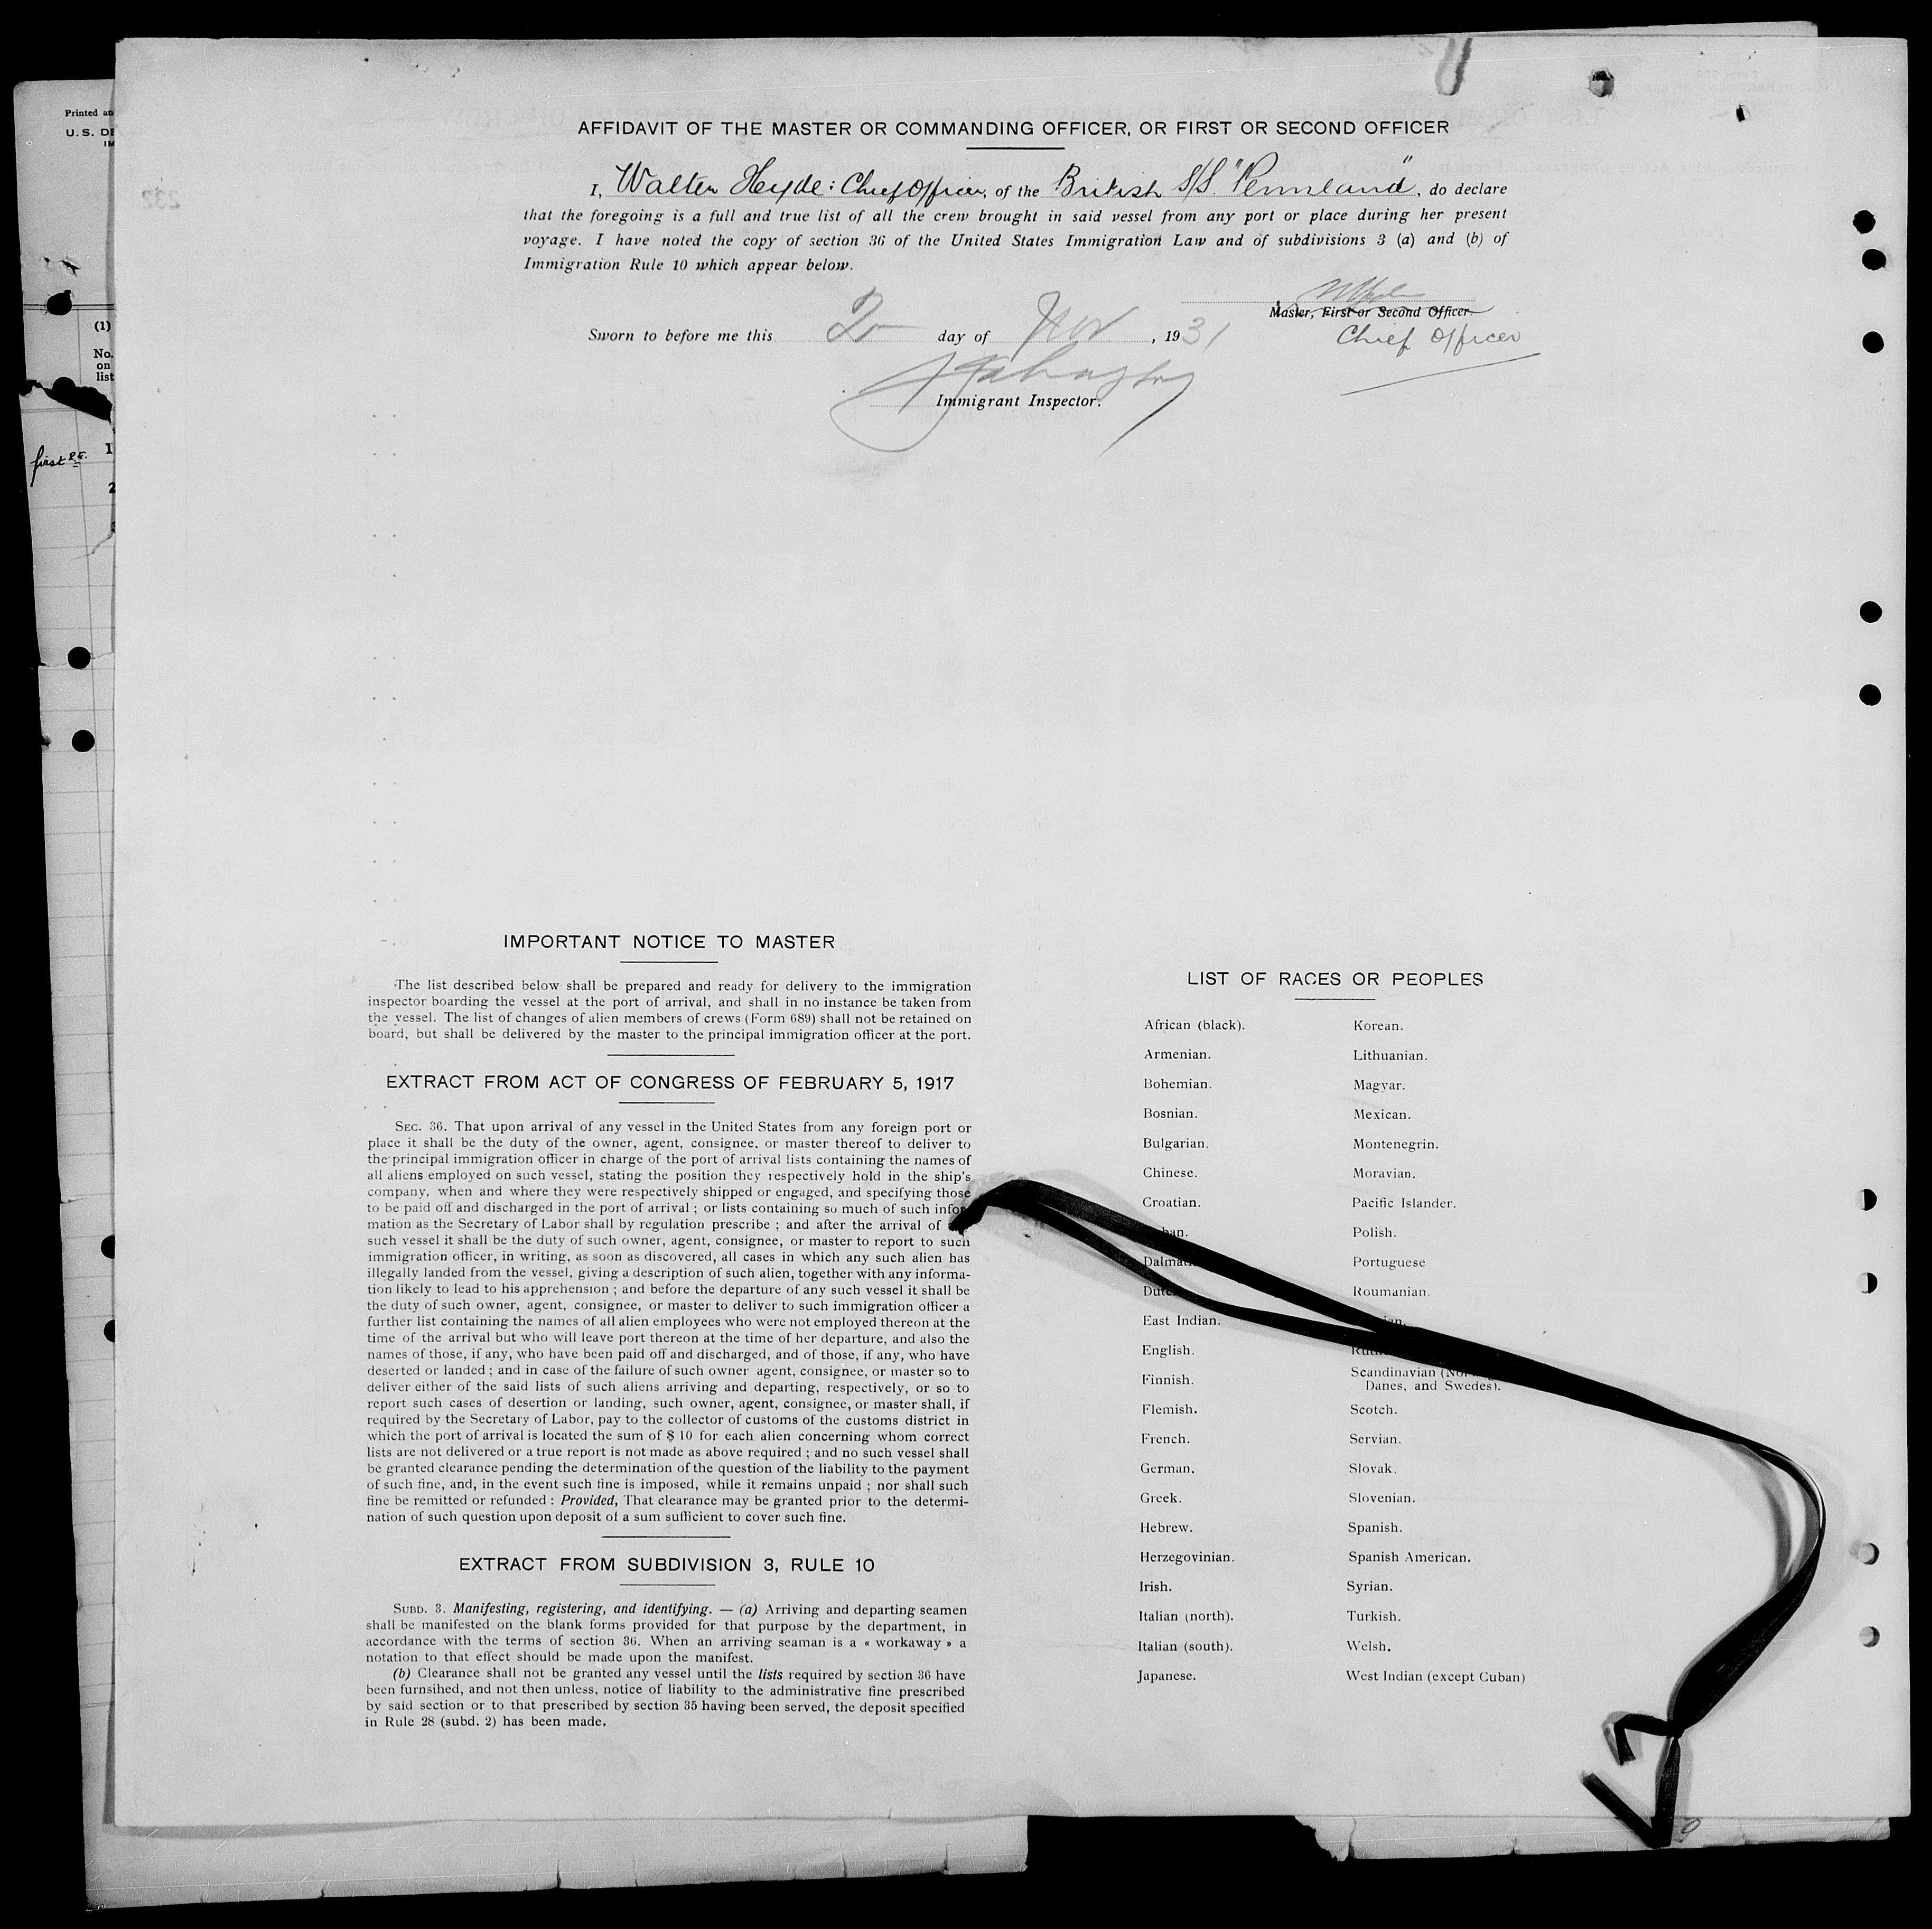 Printed an
U.S. DE
IM
(1)
No.
on
list
first P.E. 1
2
3
232
AFFIDAVIT OF THE MASTER OR COMMANDING OFFICER, OR FIRST OR SECOND OFFICER
I, Walter Heyde: Chief Officer, of the British S/S. "Pennland", do declare
that the foregoing is a full and true list of all the crew brought in said vessel from any port or place during her present
voyage. I have noted the copy of section 36 of the United States Immigration Law and of subdivisions 3 (a) and (b) of
Immigration Rule 10 which appear below.
Master, First or Second Officer.
Sworn to before me this 2 day of Nov, 1931
Chief Officer
Immigrant Inspector.
IMPORTANT NOTICE TO MASTER
The list described below shall be prepared and ready for delivery to the immigration
inspector boarding the vessel at the port of arrival, and shall in no instance be taken from
the vessel. The list of changes of alien members of crews (Form 689) shall not be retained on
board, but shall be delivered by the master to the principal immigration officer at the port.
EXTRACT FROM ACT OF CONGRESS OF FEBRUARY 5, 1917
SEC. 36. That upon arrival of any vessel in the United States from any foreign port or
place it shall be the duty of the owner, agent, consignee, or master thereof to deliver to
the principal immigration officer in charge of the port of arrival lists containing the names of
all aliens employed on such vessel, stating the position they respectively hold in the ship's
company, when and where they were respectively shipped or engaged, and specifying those
to be paid off and discharged in the port of arrival ; or lists containing so much of such infor-
mation as the Secretary of Labor shall by regulation prescribe ; and after the arrival of
such vessel it shall be the duty of such owner, agent, consignee, or master to report to such
immigration officer, in writing, as soon as discovered, all cases in which any such alien has
illegally landed from the vessel, giving a description of such alien, together with any informa-
tion likely to lead to his apprehension ; and before the departure of any such vessel it shall be
the duty of such owner, agent, consignee, or master to deliver to such immigration officer a
further list containing the names of all alien employees who were not employed thereon at the
time of the arrival but who will leave port thereon at the time of her departure, and also the
names of those, if any, who have been paid off and discharged, and of those, if any, who have
deserted or landed ; and in case of the failure of such owner agent, consignee, or master so to
deliver either of the said lists of such aliens arriving and departing, respectively, or so to
report such cases of desertion or landing, such owner, agent, consignee, or master shall, if
required by the Secretary of Labor, pay to the collector of customs of the customs district in
which the port of arrival is located the sum of $ 10 for each alien concerning whom correct
lists are not delivered or a true report is not made as above required ; and no such vessel shall
be granted clearance pending the determination of the question of the liability to the payment
of such fine, and, in the event such fine is imposed, while it remains unpaid ; nor shall such
fine be remitted or refunded : Provided, That clearance may be granted prior to the determi-
nation of such question upon deposit of a sum sufficient to cover such fine.
EXTRACT FROM SUBDIVISION 3, RULE 10
SUBD. 3. Manifesting, registering, and identifying. — (a) Arriving and departing seamen
shall be manifested on the blank forms provided for that purpose by the department, in
accordance with the terms of section 36. When an arriving seaman is a « workaway » a
notation to that effect should be made upon the manifest.
(b) Clearance shall not be granted any vessel until the lists required by section 36 have
been furnsihed, and not then unless, notice of liability to the administrative fine prescribed
by said section or to that prescribed by section 35 having been served, the deposit specified
in Rule 28 (subd. 2) has been made.
LIST OF RACES OR PEOPLES
African (black).
Armenian.
Bohemian.
Bosnian.
Bulgarian.
Chinese.
Croatian.
Dalma
Dutc
East Indian.
English.
Finnish.
Flemish.
French.
German.
Greek.
Hebrew.
Herzegovinian.
Irish.
Italian (north).
Italian (south).
Japanese.
Korean.
Lithuanian.
Magyar.
Mexican.
Montenegrin.
Moravian.
Pacific Islander.
Polish.
Portuguese
Roumanian.
Scandinavian (Norweg
Danes, and Swedes).
Scotch.
Servian.
Slovak.
Slovenian.
Spanish.
Spanish American.
Syrian.
Turkish.
Welsh.
West Indian (except Cuban)